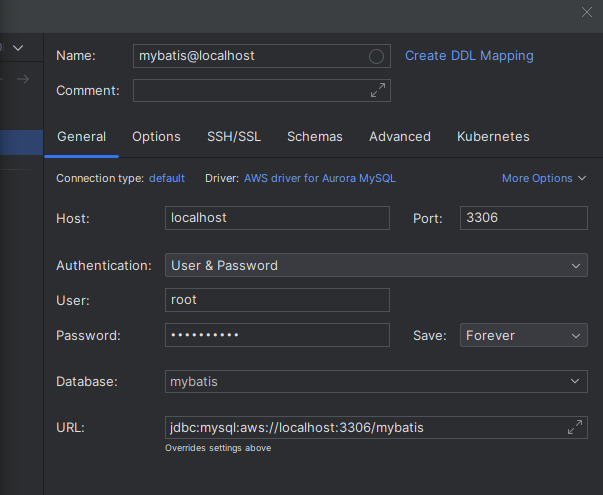 Name: mybatis@localhost Create DDL Mapping
Comment:
General Options SSH/SSL Schemas Advanced Kubernetes
Connection type: default Driver: AWS driver for Aurora MySQL More Options
Host: localhost Port: 3306
Authentication: User & Password
User: root
Password: •••••••••• Save: Forever
Database: mybatis
URL: jdbc:mysql:aws://localhost:3306/mybatis
Overrides settings above